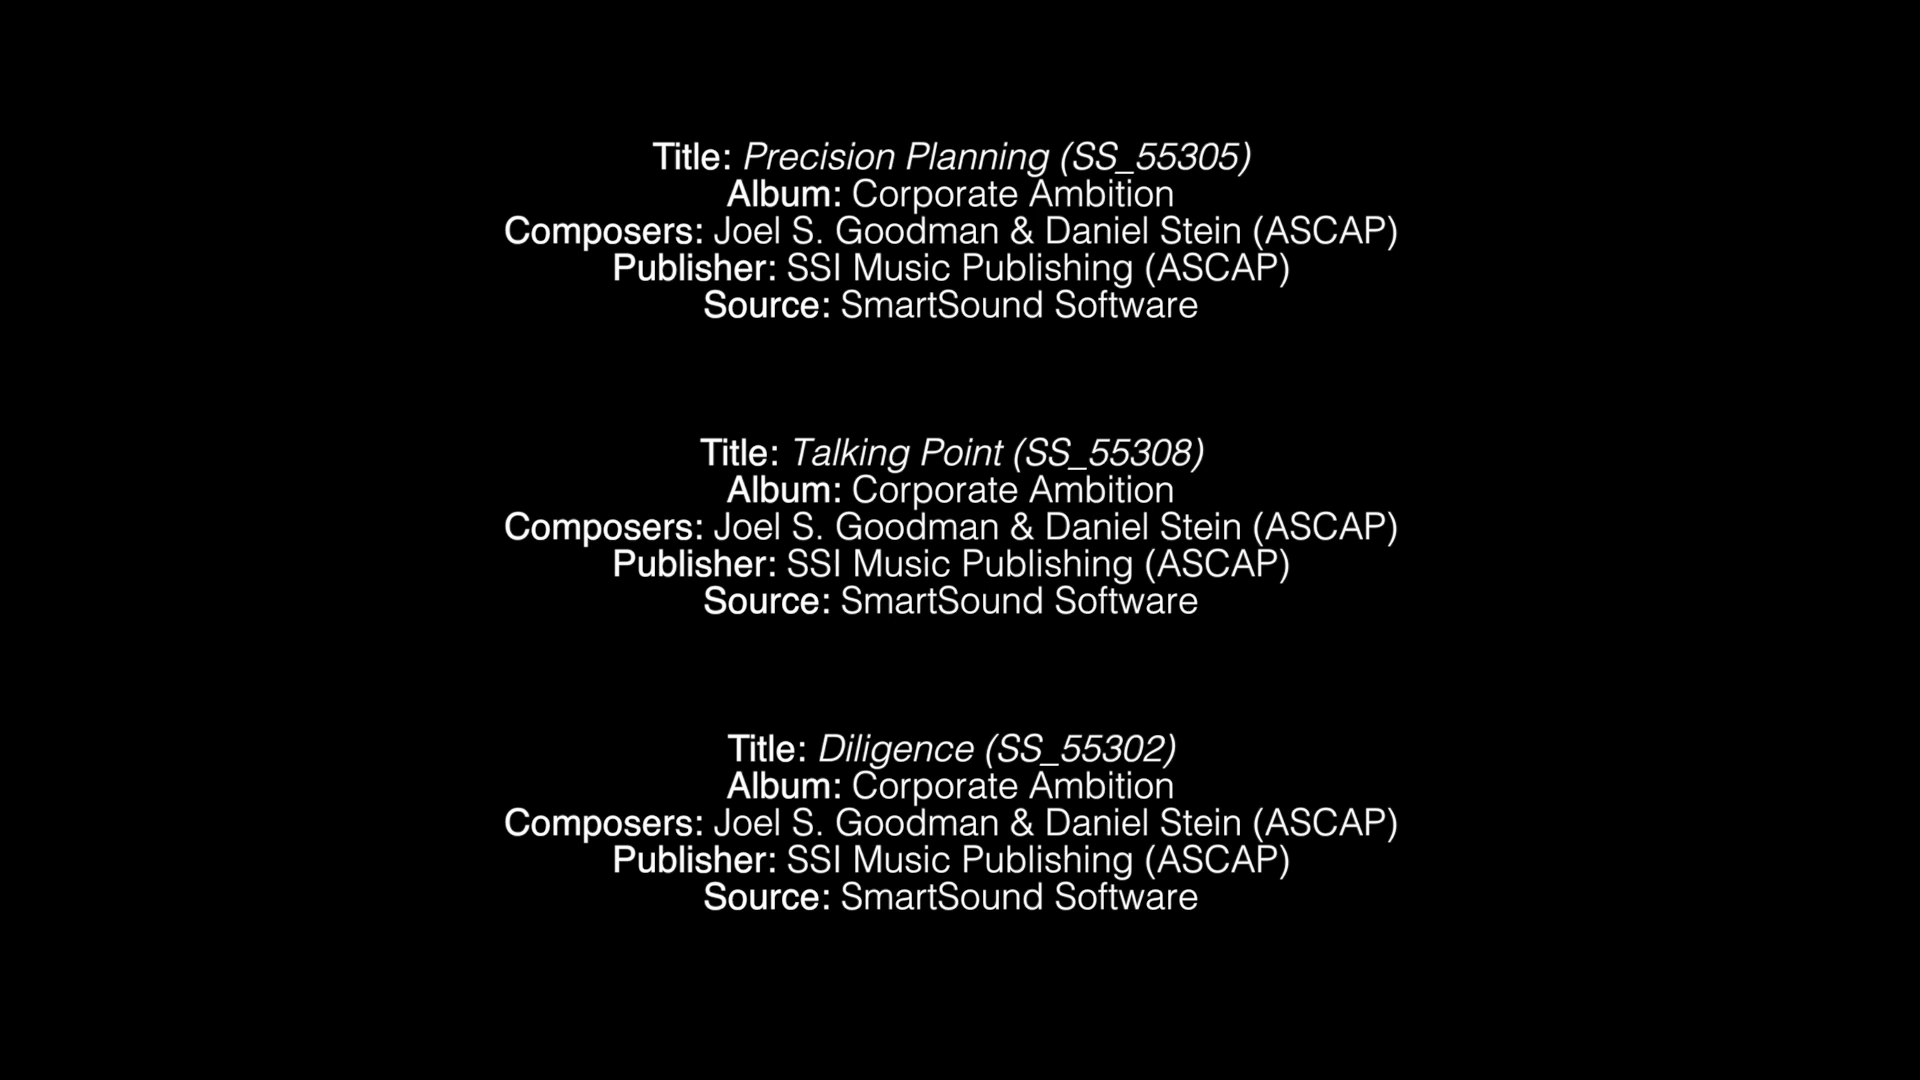 Title: Precision Planning (SS_55305)
Album: Corporate Ambition
Composers: Joel S. Goodman & Daniel Stein (ASCAP)
Publisher: SSI Music Publishing (ASCAP)
Source: SmartSound Software
Title: Talking Point (SS_55308)
Album: Corporate Ambition
Composers: Joel S. Goodman & Daniel Stein (ASCAP)
Publisher: SSI Music Publishing (ASCAP)
Source: SmartSound Software
Title: Diligence (SS_55302)
Album: Corporate Ambition
Composers: Joel S. Goodman & Daniel Stein (ASCAP)
Publisher: SSI Music Publishing (ASCAP)
Source: SmartSound Software